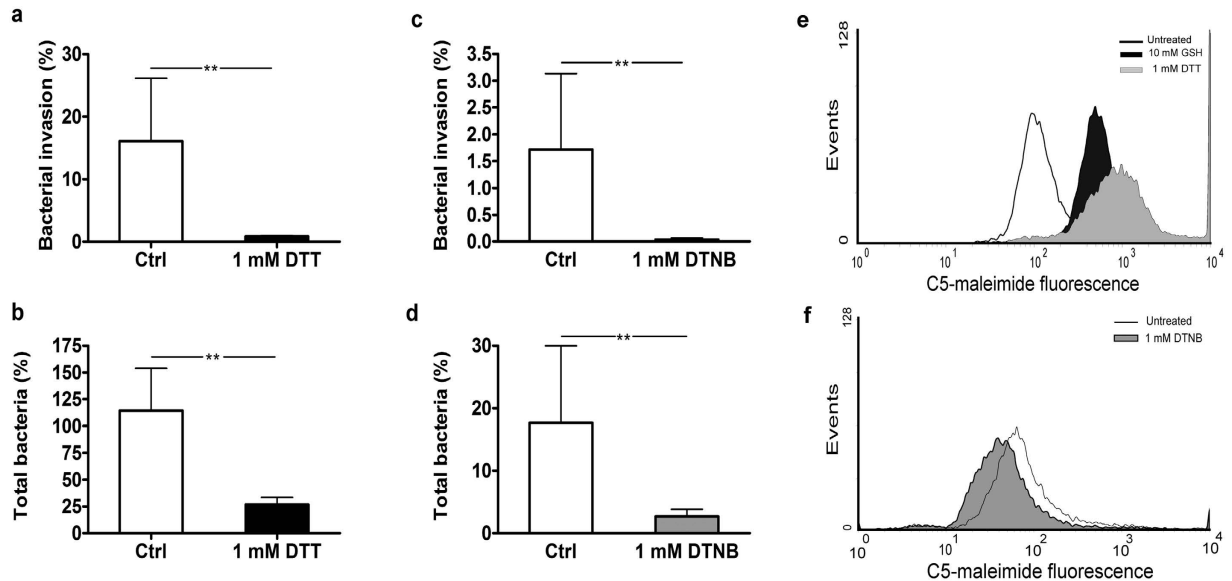 a
Bacterial invasion (%)
30
20
10
0
**
Ctrl
1 mM DTT
b
Total bacteria (%)
175
150
125
100
75
50
25
0
**
Ctrl
1 mM DTT
c
Bacterial invasion (%)
3.5
3.0
2.5
2.0
1.5
1.0
0.5
0.0
**
Ctrl
1 mM DTNB
d
Total bacteria (%)
30
20
10
0
**
Ctrl
1 mM DTNB
e
128
Events
0
Untreated
10 mM GSH
1 mM DTT
10^0
10^1
10^2
10^3
10^4
C5-maleimide fluorescence
f
128
Events
0
Untreated
1 mM DTNB
10^0
10^1
10^2
10^3
10^4
C5-maleimide fluorescence